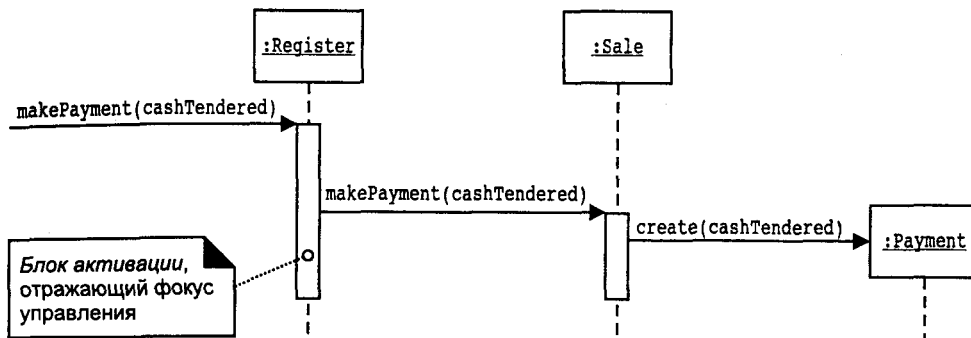 :Register
:Sale
makePayment(cashTendered)
makePayment(cashTendered)
create(cashTendered)
:Payment
Блок активации,
отражающий фокус
управления